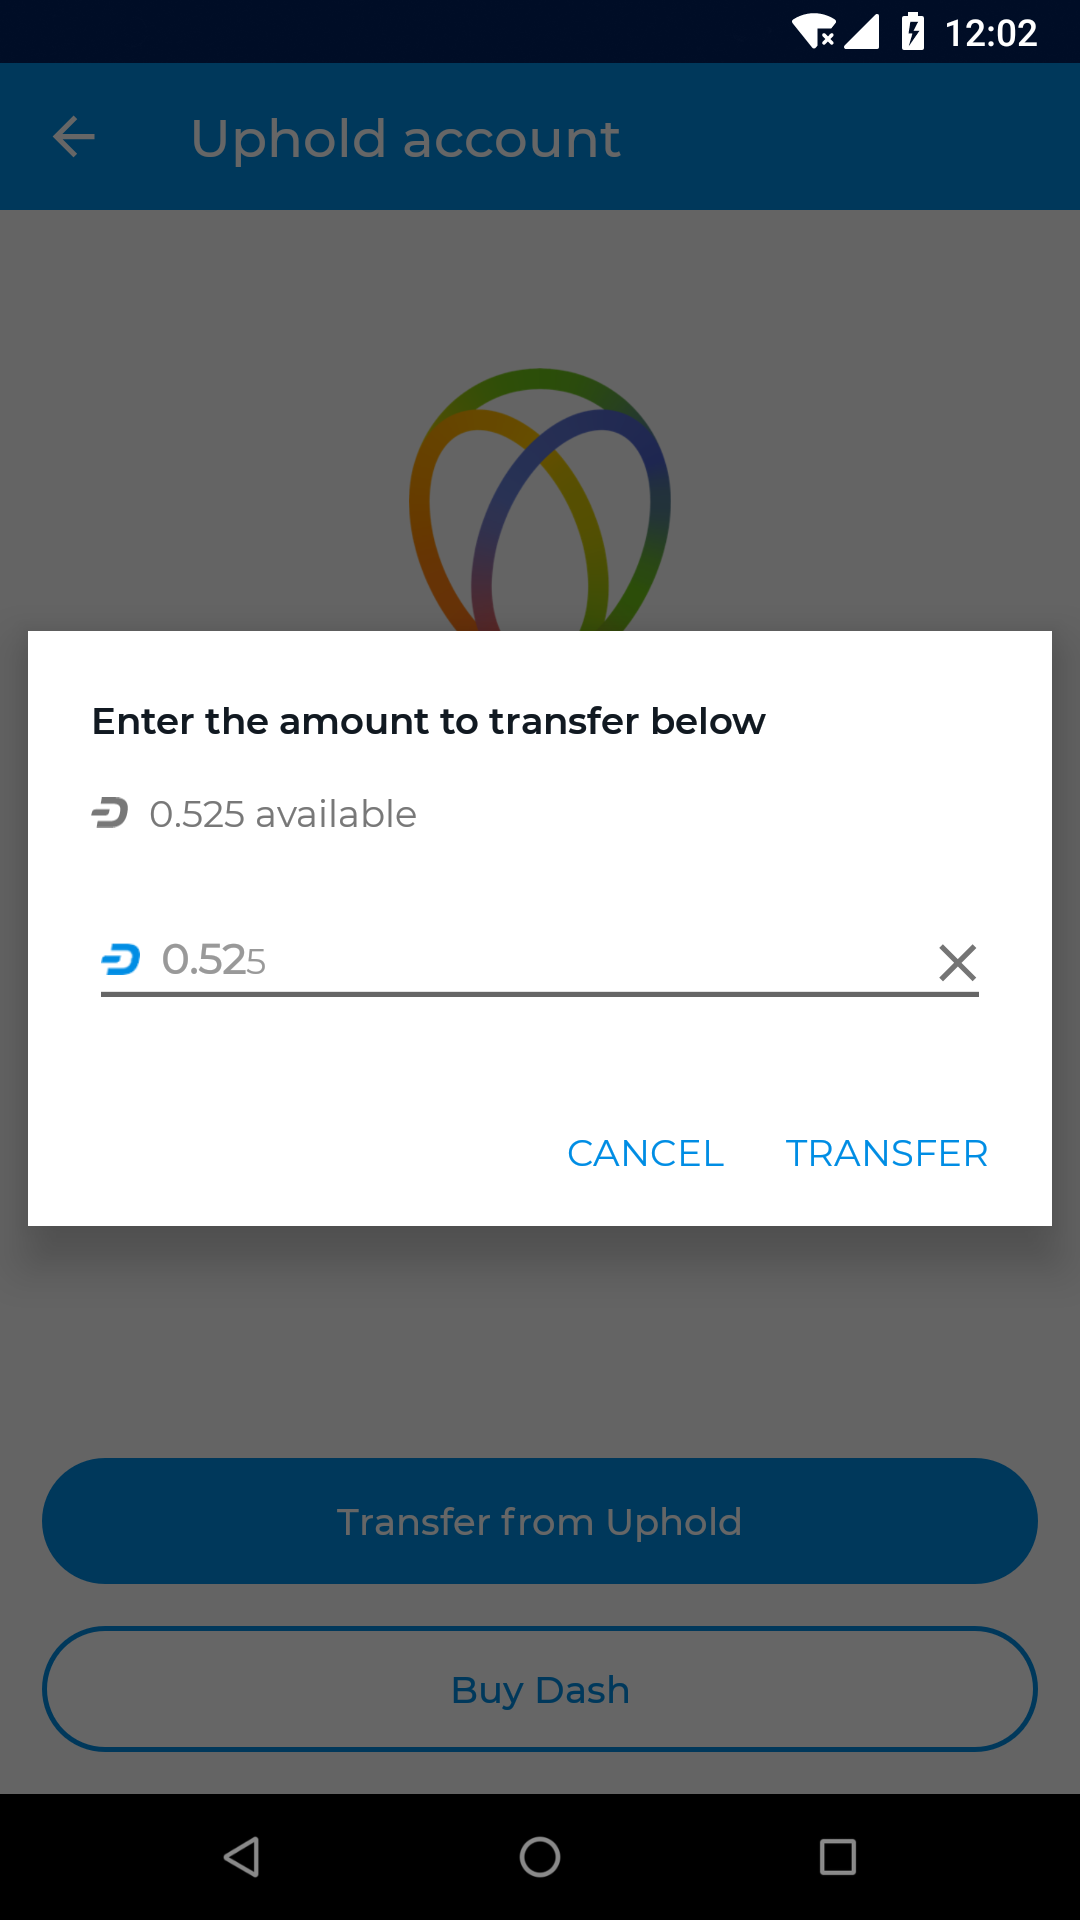 12:02
Uphold account
Enter the amount to transfer below
0.525 available
0.525
CANCEL TRANSFER
Transfer from Uphold
Buy Dash